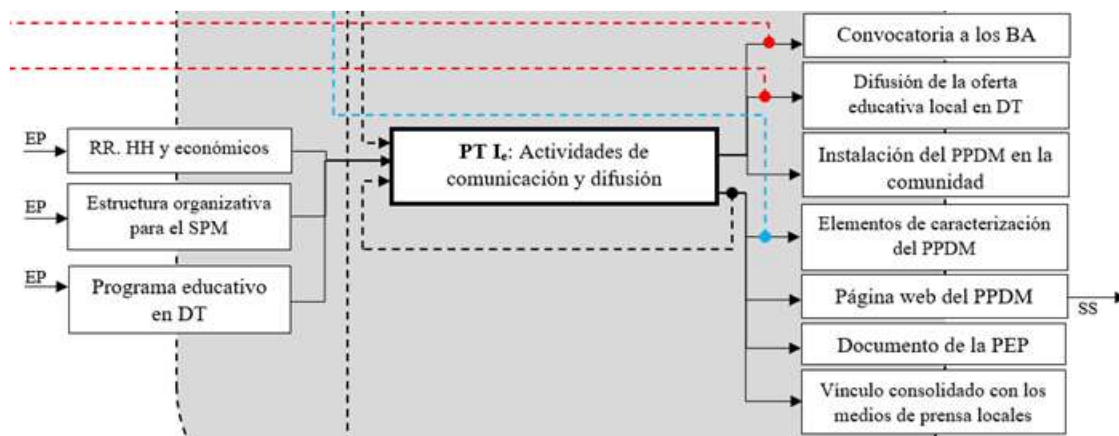 EP
RR. HH y económicos
EP
Estructura organizativa
para el SPM
EP
Programa educativo
en DT
PT Iₑ: Actividades de
comunicación y difusión
Convocatoria a los BA
Difusión de la oferta
educativa local en DT
Instalación del PPDM en la
comunidad
Elementos de caracterización
del PPDM
Página web del PPDM
SS
Documento de la PEP
Vínculo consolidado con los
medios de prensa locales